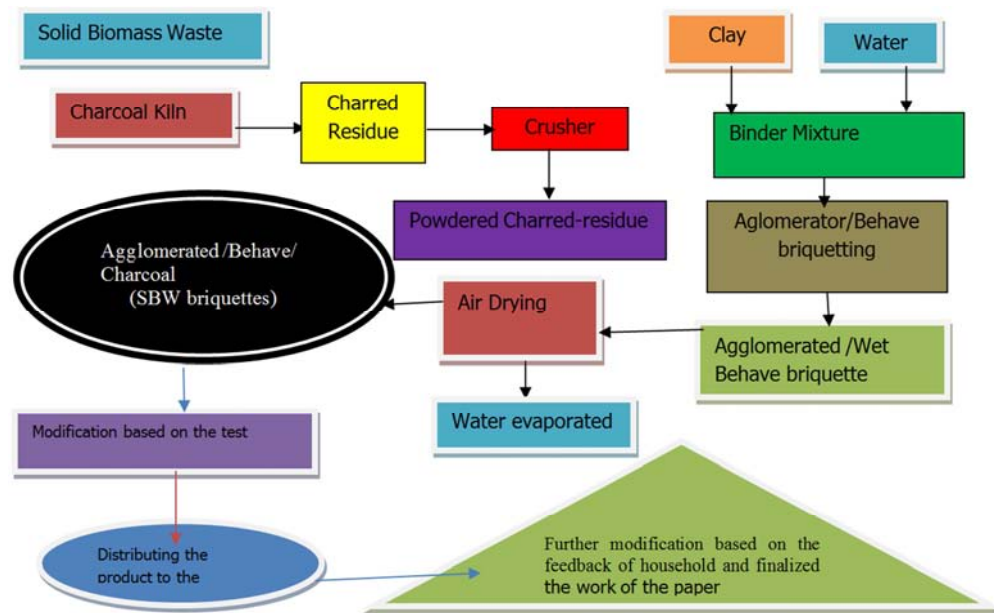 Solid Biomass Waste
Clay
Water
Charcoal Kiln
Charred
Residue
Crusher
Binder Mixture
Powdered Charred-residue
Aglomerator/Behave
briquetting
Agglomerated /Behave/
Charcoal
(SBW briquettes)
Air Drying
Agglomerated /Wet
Behave briquette
Water evaporated
Modification based on the test
Distributing the
product to the
Further modification based on the
feedback of household and finalized
the work of the paper